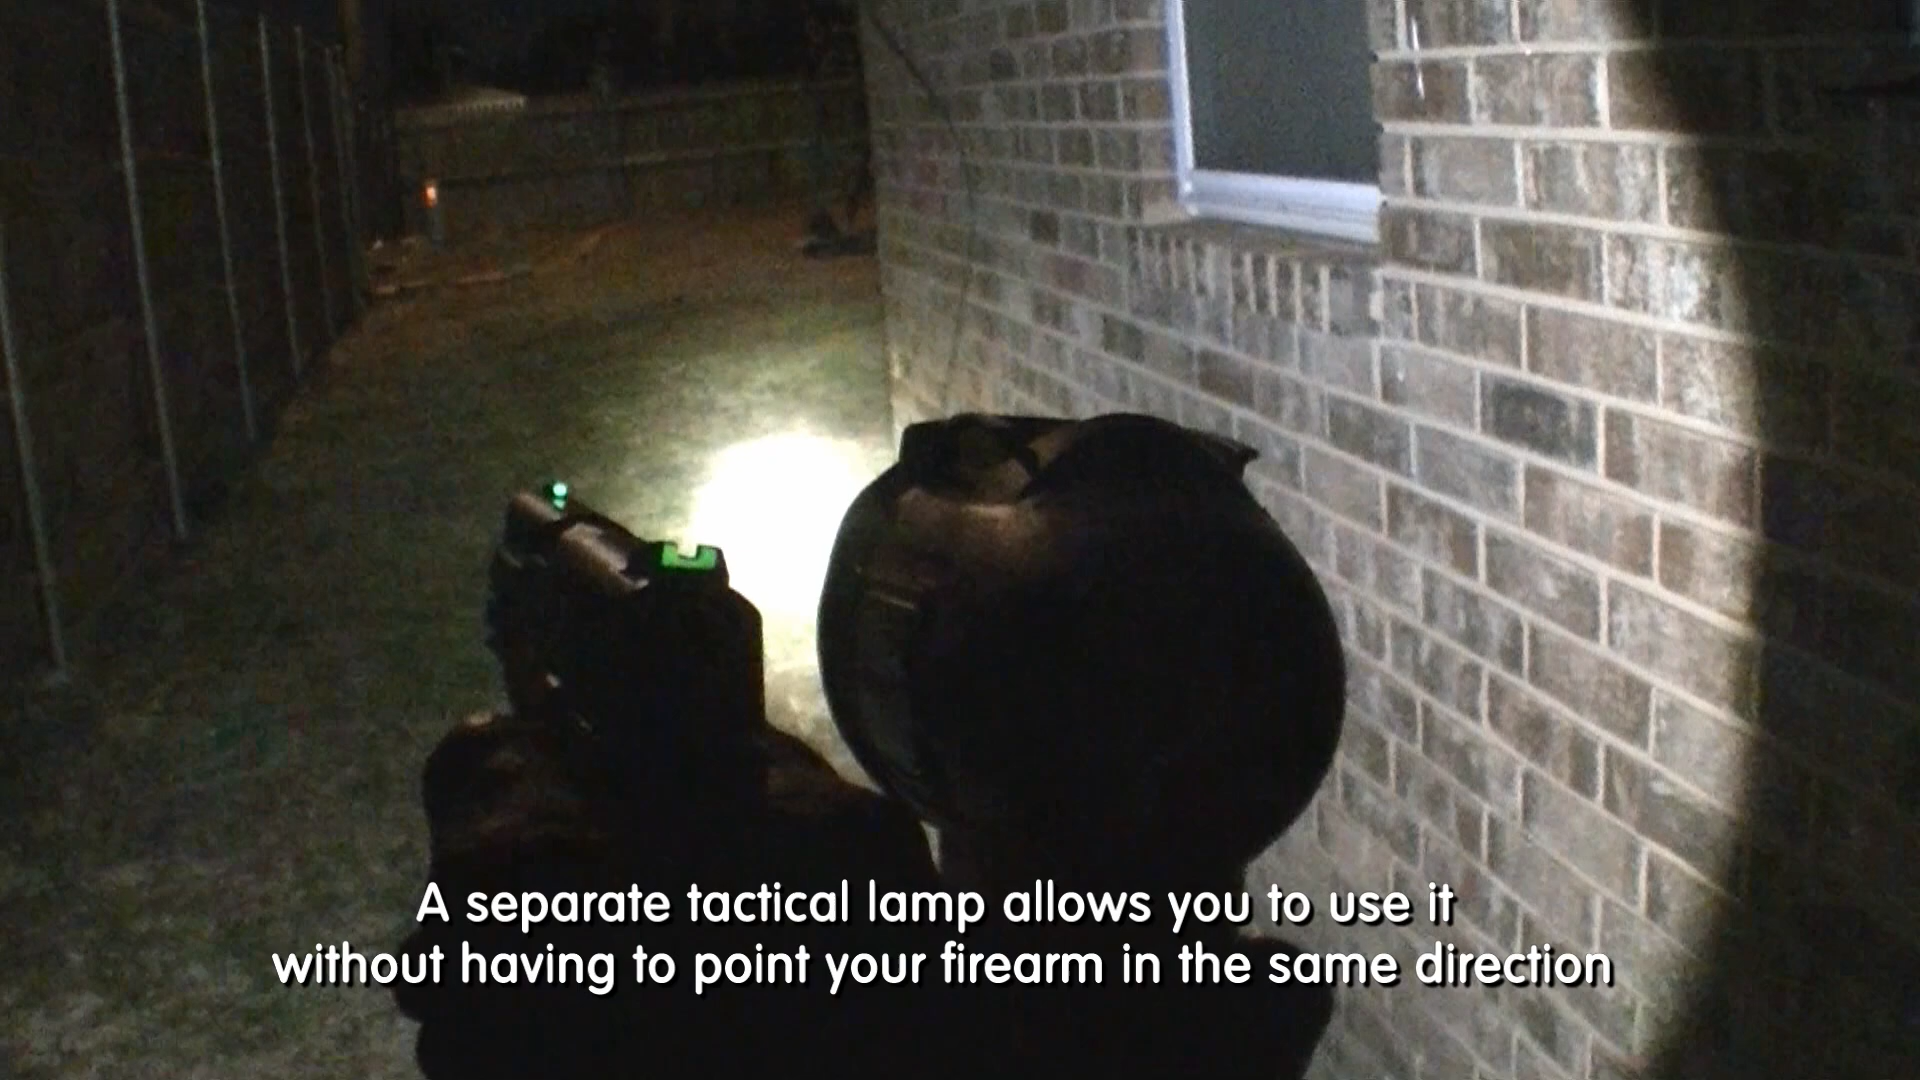 A separate tactical lamp allows you to use it
without having to point your firearm in the same direction